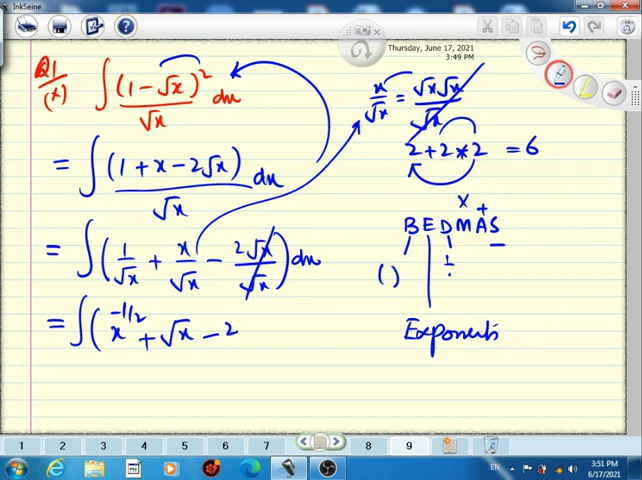 InkSeine
Thursday, June 17, 2021
3:49 PM
Q1
(x)
∫ (1-√x)² / √x dx
= ∫ (1+x-2√x) / √x dx
= ∫ (1/√x + x/√x - 2√x/√x) dx
= ∫ (x^-1/2 + √x - 2
x/√x = √x√x/√x
2+2*2 = 6
x +
BEDMAS
( )
÷
Exponents
1 2 3 4 5 6 7 8 9
EN
3:51 PM
6/17/2021